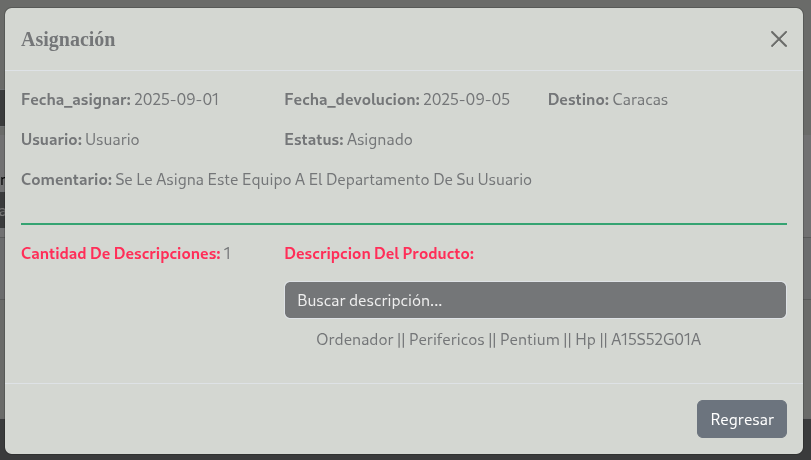 Asignación
Fecha_asignar: 2025-09-01 Fecha_devolucion: 2025-09-05 Destino: Caracas
Usuario: Usuario Estatus: Asignado
Comentario: Se Le Asigna Este Equipo A El Departamento De Su Usuario
Cantidad De Descripciones: 1 Descripcion Del Producto:
Buscar descripción...
Ordenador || Perifericos || Pentium || Hp || A15S52G01A
Regresar